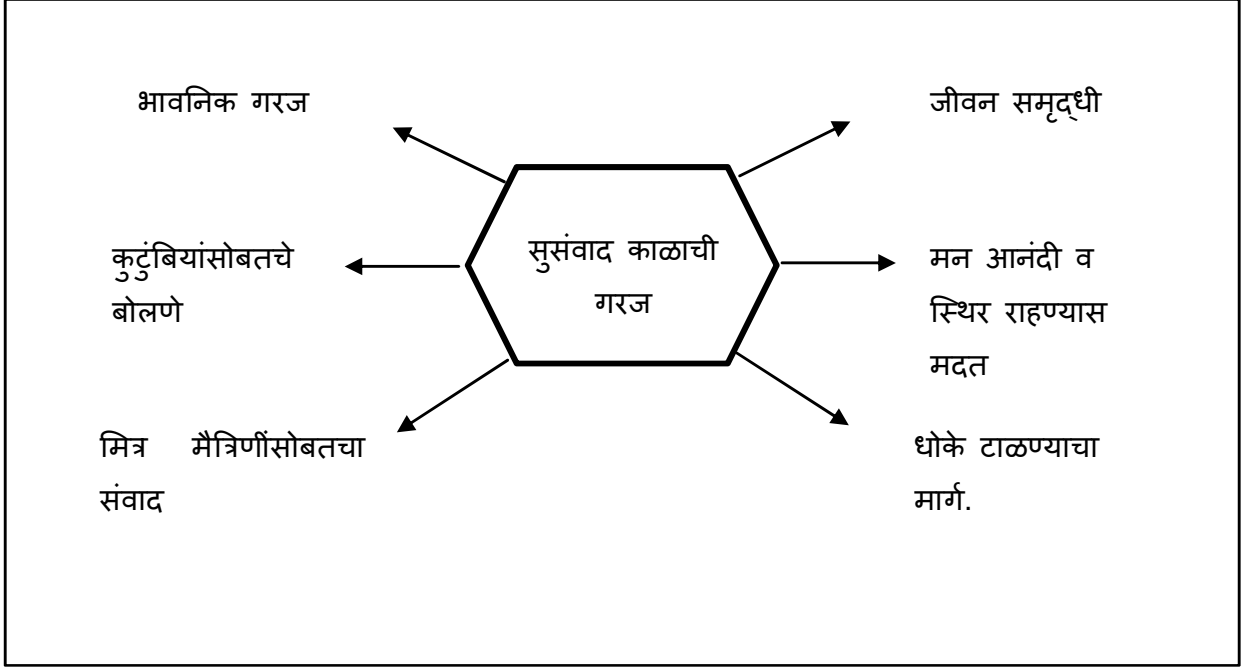 भावनिक गरज
जीवन समृद्धी
कुटुंबियांसोबतचे
बोलणे
सुसंवाद काळाची
गरज
मन आनंदी व
स्थिर राहण्यास
मदत
मित्र मैत्रिणींसोबतचा
संवाद
धोके टाळण्याचा
मार्ग.